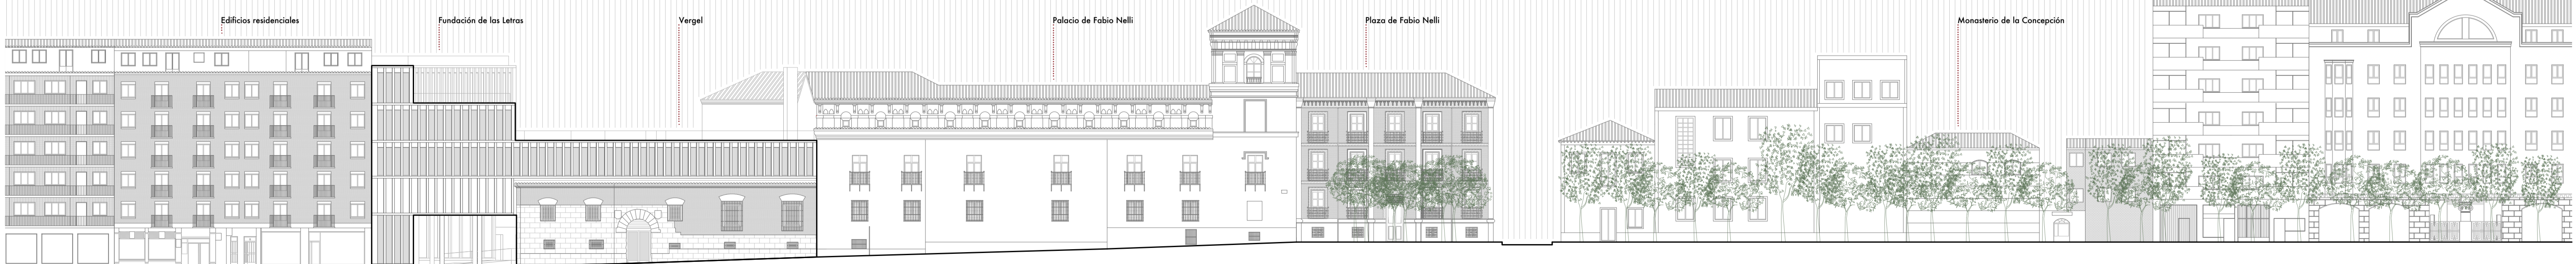 Edificios residenciales
Fundación de las Letras
Vergel
Palacio de Fabio Nelli
Plaza de Fabio Nelli
Monasterio de la Concepción